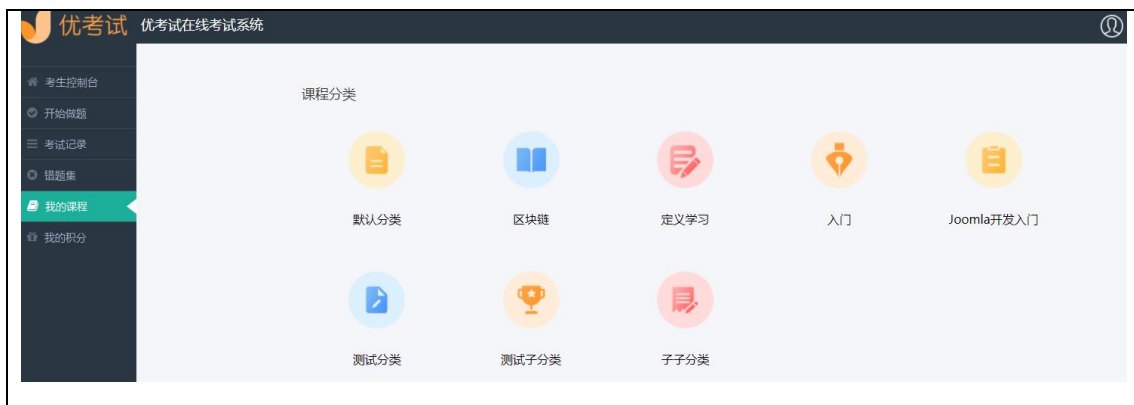 优考试 优考试在线考试系统
考生控制台
开始做题
考试记录
错题集
我的课程
我的积分
课程分类
默认分类 区块链 定义学习 入门 Joomla开发入门
测试分类 测试子分类 子子分类